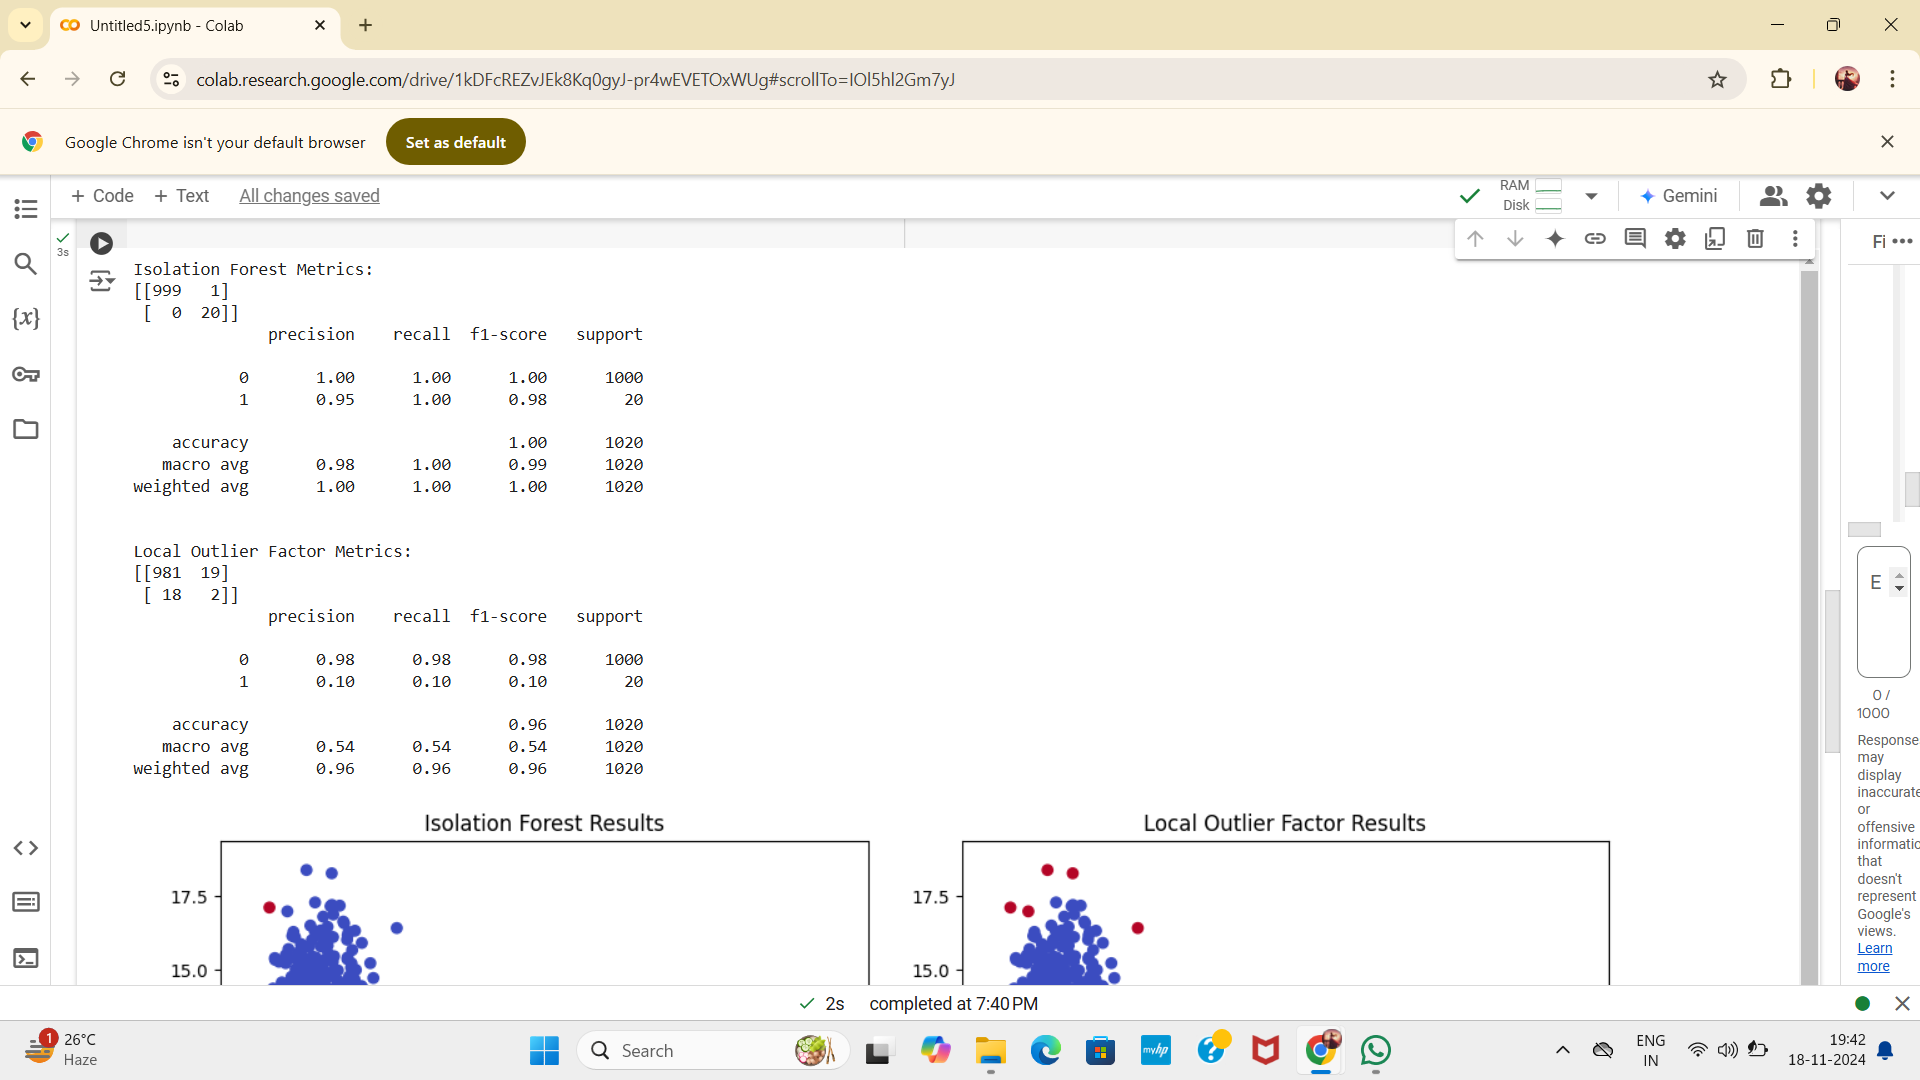 Untitled5.ipynb - Colab
colab.research.google.com/drive/1kDFcREZvJEk8Kq0gyJ-pr4wEVETOxWUg#scrollTo=IOl5hl2Gm7yJ
Google Chrome isn't your default browser
Set as default
+ Code + Text All changes saved
RAM
Disk
Gemini
3s
Fi
Isolation Forest Metrics:
[[999   1]
 [  0  20]]
precision recall f1-score support
0 1.00 1.00 1.00 1000
1 0.95 1.00 0.98 20
accuracy 1.00 1020
macro avg 0.98 1.00 0.99 1020
weighted avg 1.00 1.00 1.00 1020
Local Outlier Factor Metrics:
[[981  19]
 [ 18   2]]
precision recall f1-score support
0 0.98 0.98 0.98 1000
1 0.10 0.10 0.10 20
accuracy 0.96 1020
macro avg 0.54 0.54 0.54 1020
weighted avg 0.96 0.96 0.96 1020
Isolation Forest Results
17.5
15.0
Local Outlier Factor Results
17.5
15.0
E
0 /
1000
Response
may
display
inaccurate
or
offensive
informatic
that
doesn't
represent
Google's
views.
Learn
more
2s completed at 7:40 PM
1
26°C
Haze
Search
myhp
ENG
IN
19:42
18-11-2024